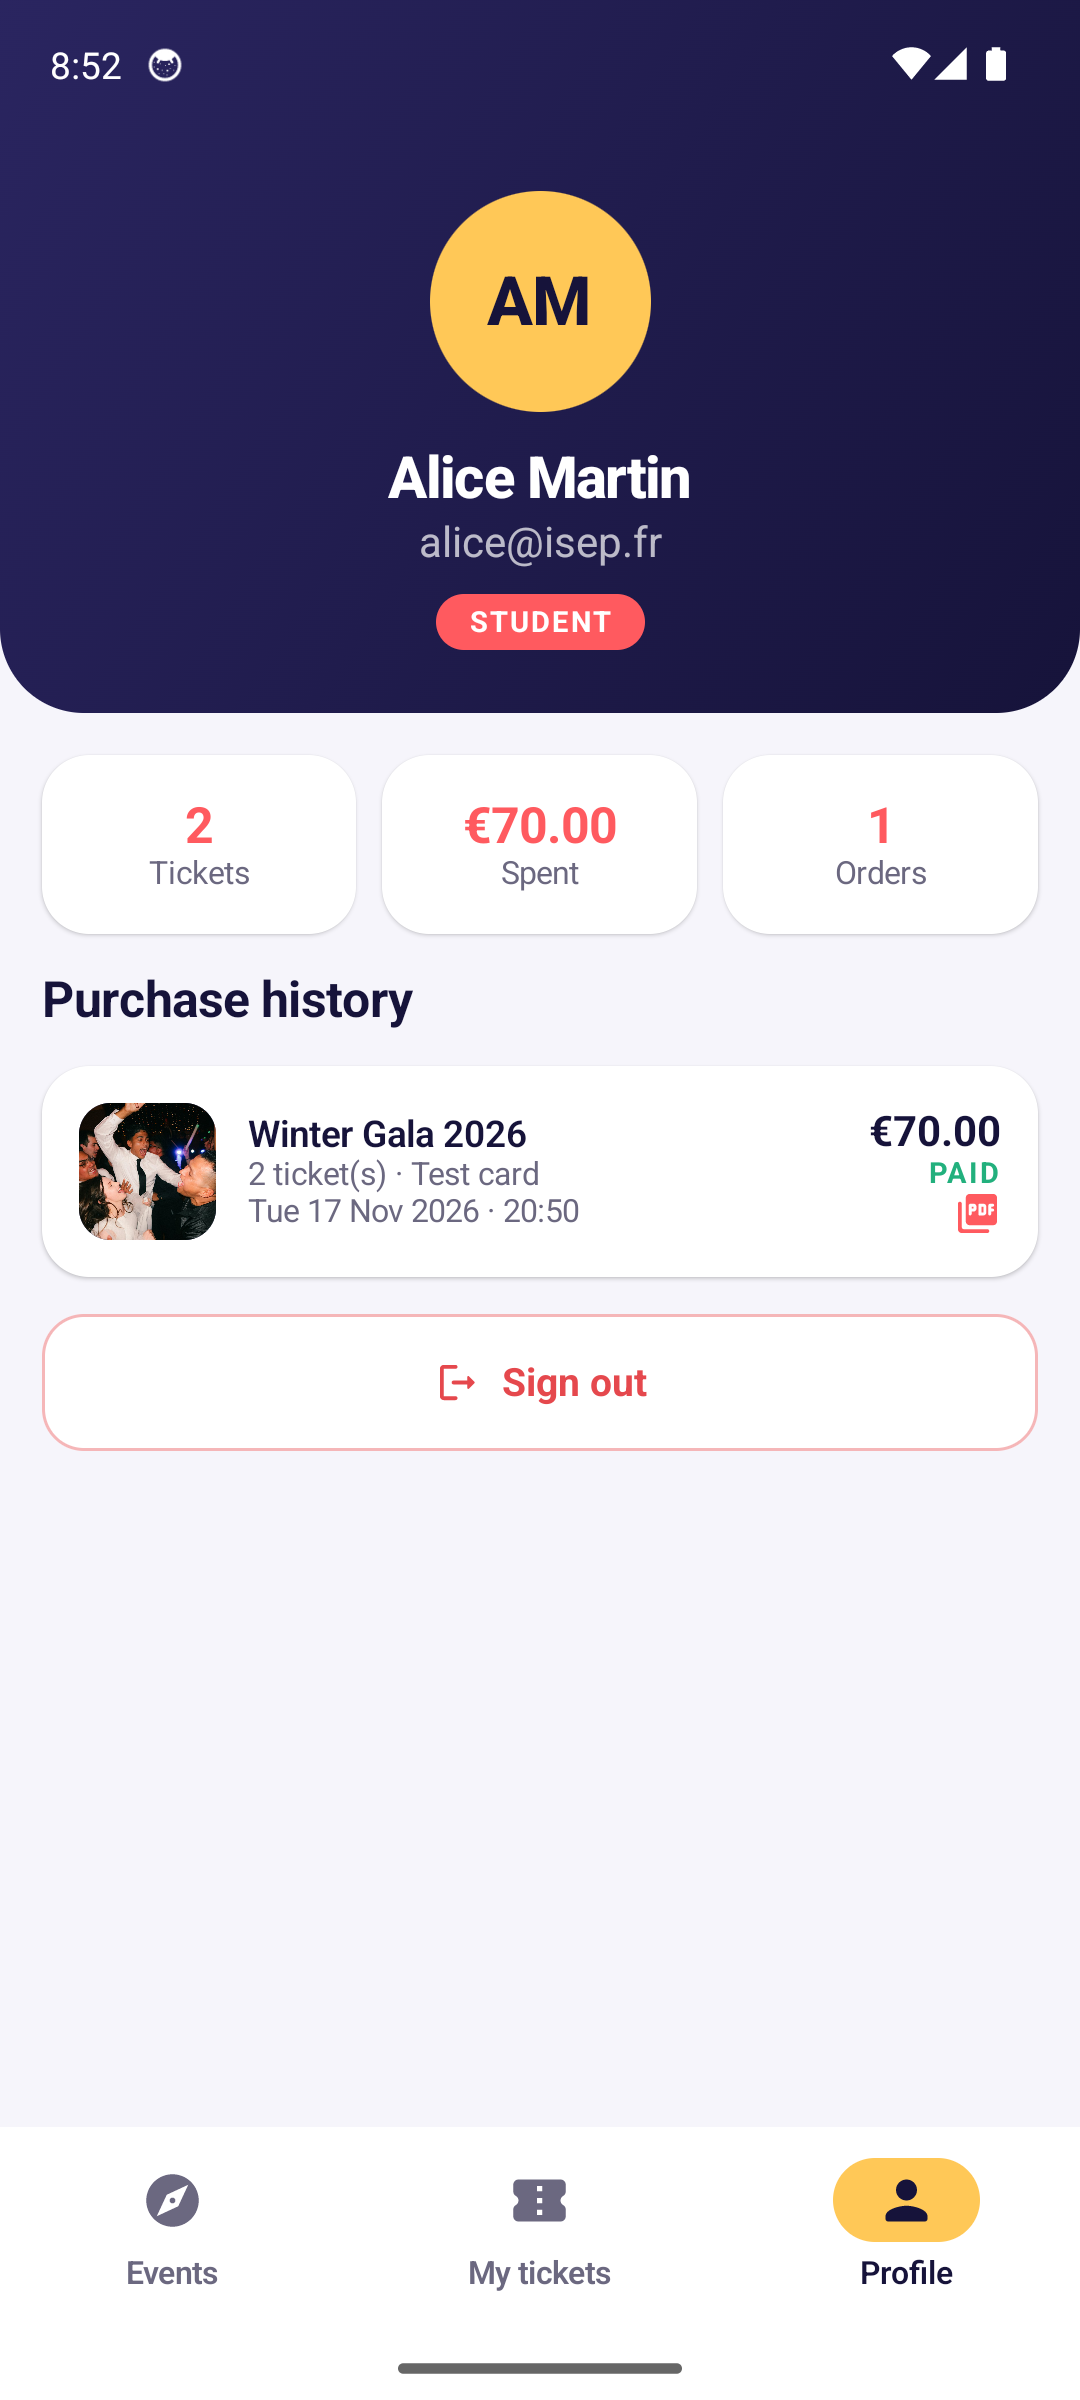 8:52
AM
Alice Martin
alice@isep.fr
STUDENT
2
Tickets
€70.00
Spent
1
Orders
Purchase history
Winter Gala 2026
2 ticket(s) · Test card
Tue 17 Nov 2026 · 20:50
€70.00
PAID
PDF
Sign out
Events
My tickets
Profile